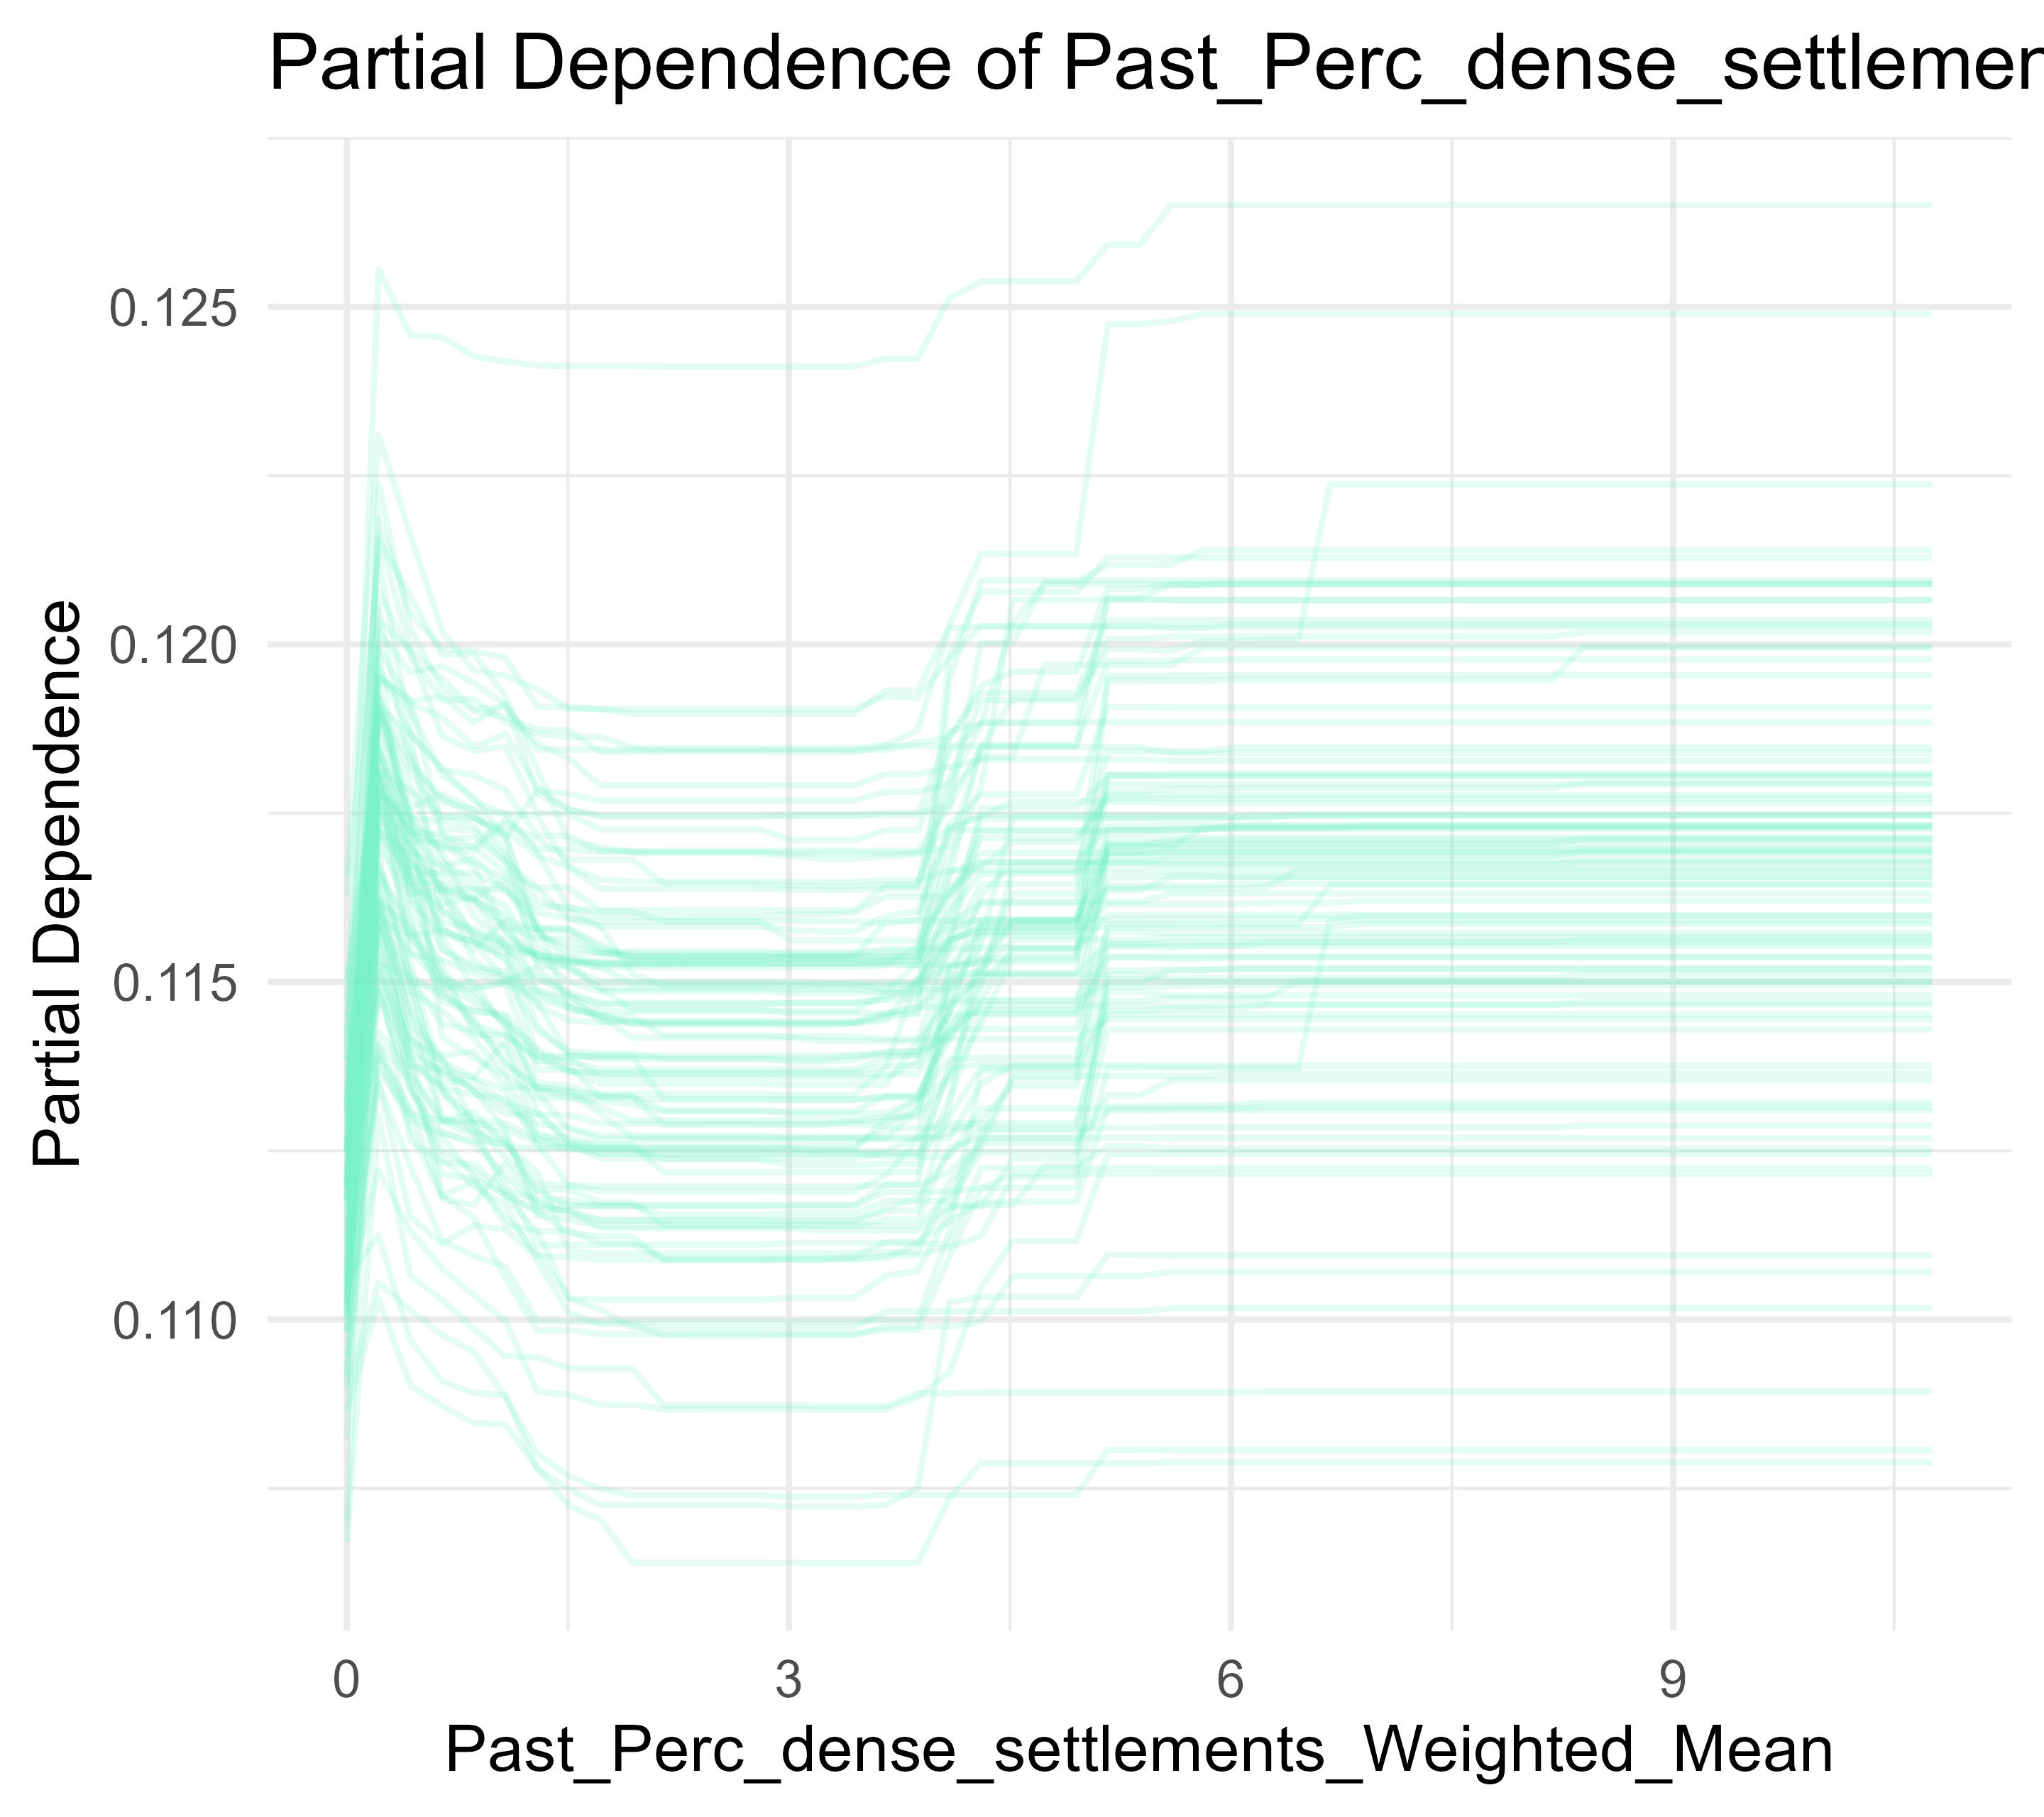 Partial Dependence of Past_Perc_dense_settlemen
Partial Dependence
0.125
0.120
0.115
0.110
0
3
6
9
Past_Perc_dense_settlements_Weighted_Mean